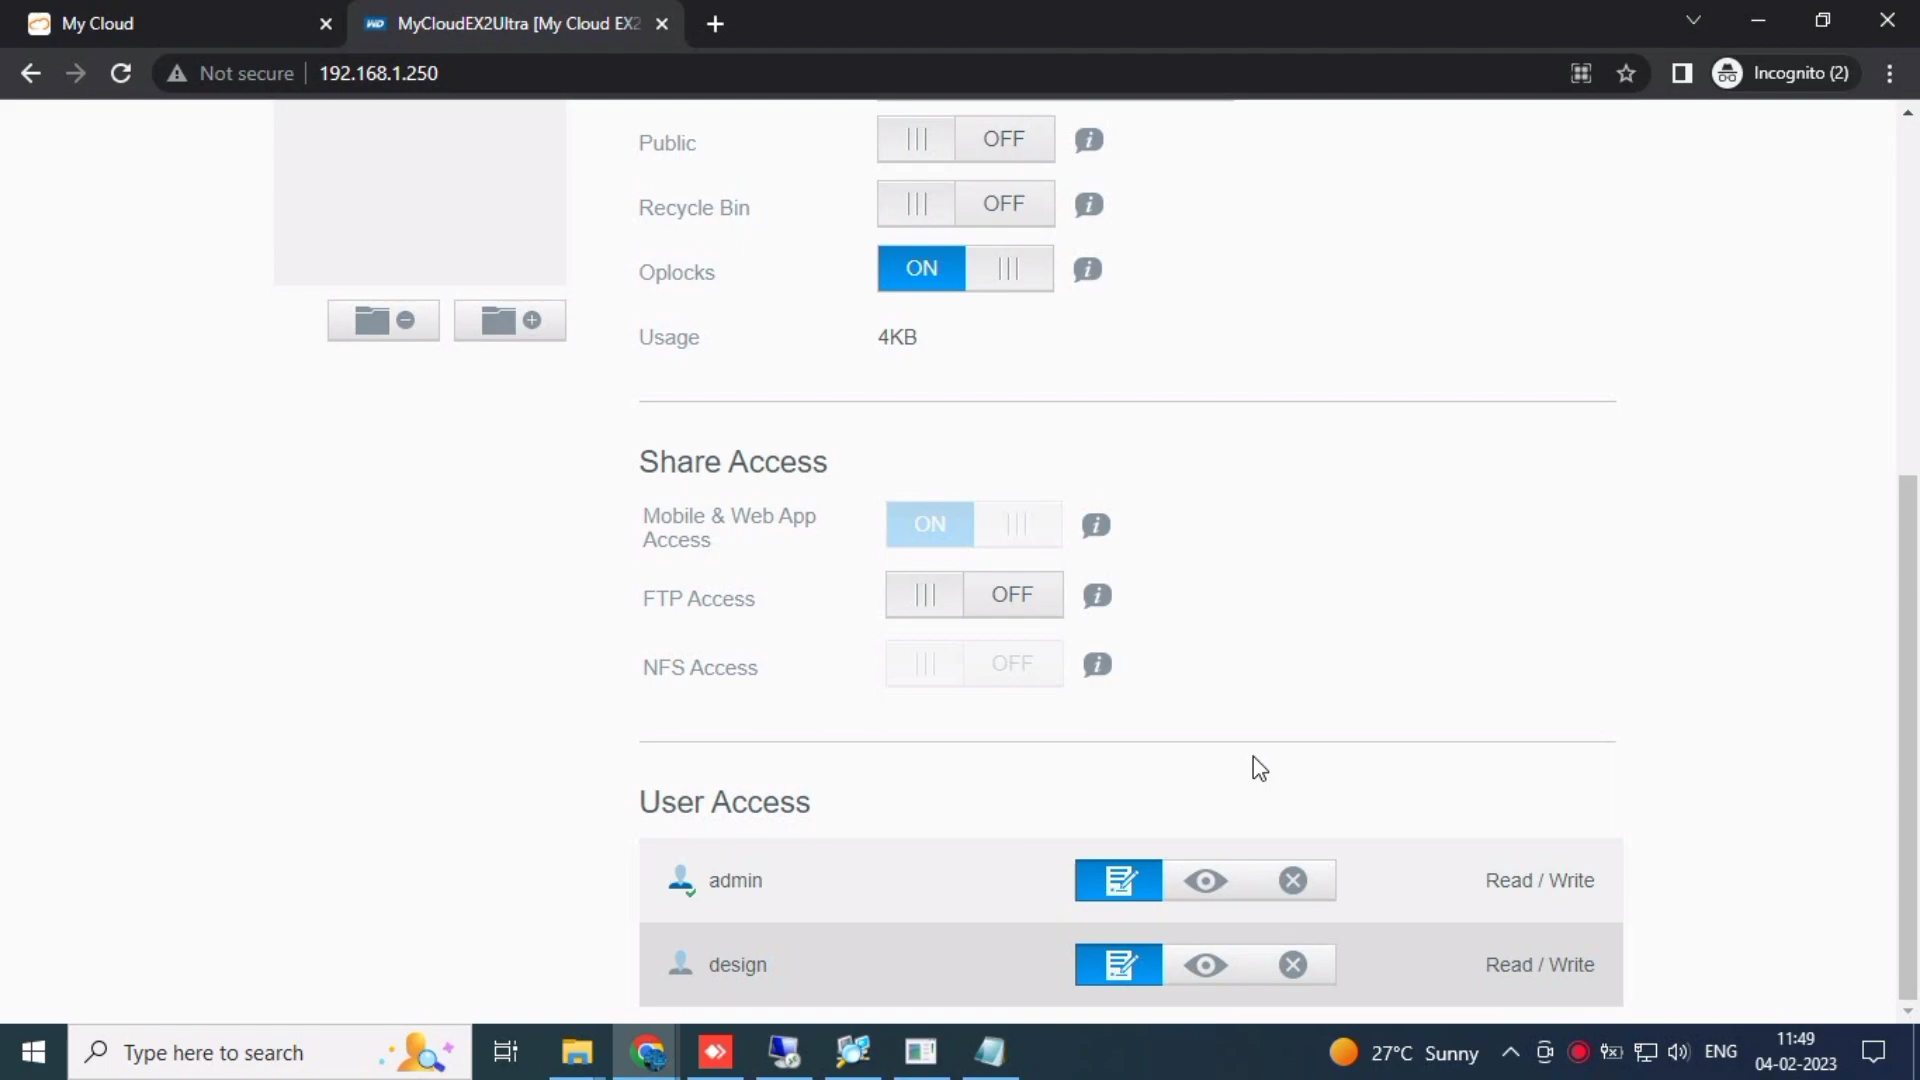 My Cloud
WD MyCloudEX2Ultra [My Cloud EX2
Not secure 192.168.1.250
Incognito (2)
Public OFF
Recycle Bin OFF
Oplocks ON
Usage 4KB
Share Access
Mobile & Web App
Access
ON
FTP Access OFF
NFS Access OFF
User Access
admin Read / Write
design Read / Write
Type here to search
27°C Sunny
ENG
11:49
04-02-2023